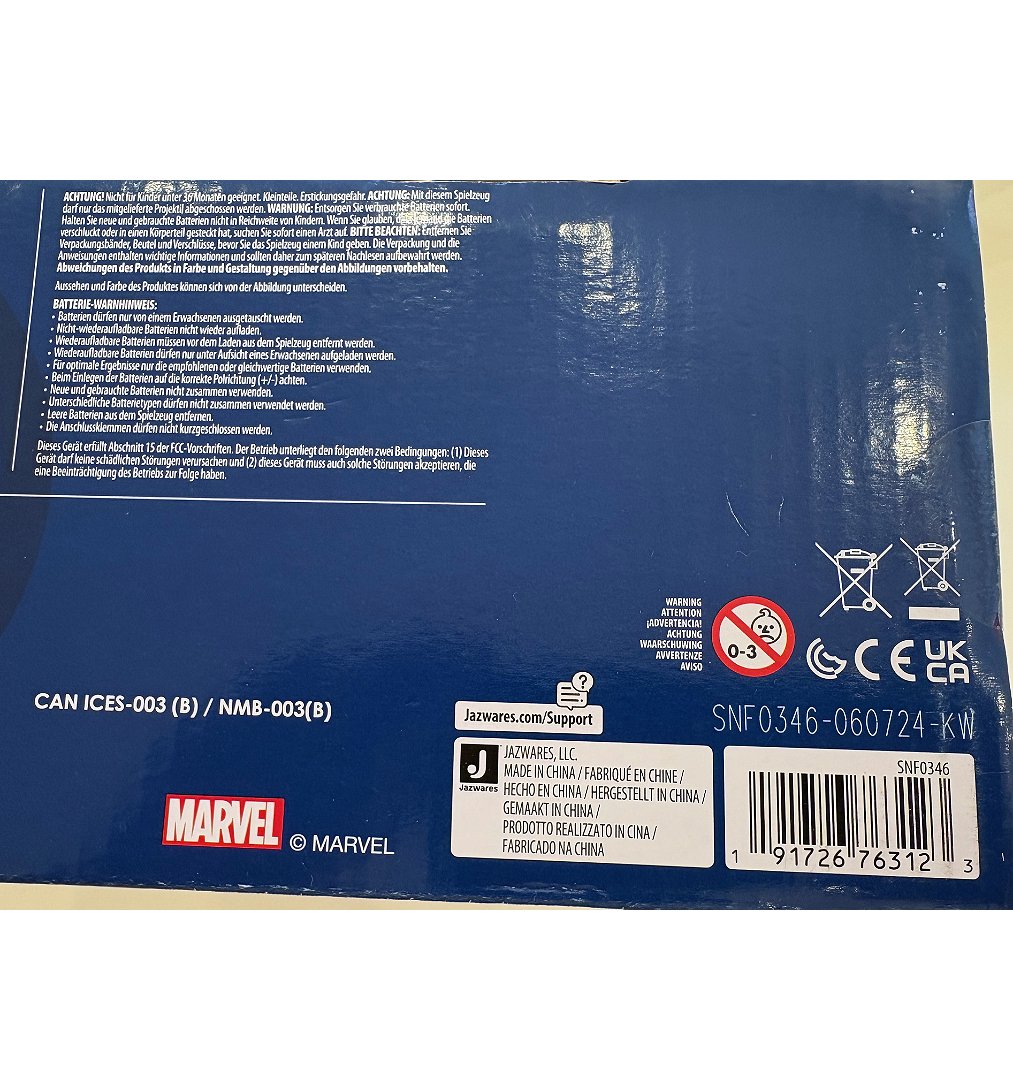 ACHTUNG! Nicht für Kinder unter 36 Monaten geeignet. Kleinteile. Erstickungsgefahr. ACHTUNG: Mit diesem Spielzeug
darf nur das mitgelieferte Projektil abgeschossen werden. WARNUNG: Entsorgen Sie verbrauchte Batterien sofort.
Halten Sie neue und gebrauchte Batterien nicht in Reichweite von Kindern. Wenn Sie glauben, dass jemand die Batterien
verschluckt oder in einen Körperteil gesteckt hat, suchen Sie sofort einen Arzt auf. BITTE BEACHTEN: Entfernen Sie
Verpackungsbänder, Beutel und Verschlüsse, bevor Sie das Spielzeug einem Kind geben. Die Verpackung und die
Anweisungen enthalten wichtige Informationen und sollten daher zum späteren Nachlesen aufbewahrt werden.
Abweichungen des Produkts in Farbe und Gestaltung gegenüber den Abbildungen vorbehalten.
Aussehen und Farbe des Produktes können sich von der Abbildung unterscheiden.
BATTERIE-WARNHINWEIS:
• Batterien dürfen nur von einem Erwachsenen ausgetauscht werden.
• Nicht-wiederaufladbare Batterien nicht wieder aufladen.
• Wiederaufladbare Batterien müssen vor dem Laden aus dem Spielzeug entfernt werden.
• Wiederaufladbare Batterien dürfen nur unter Aufsicht eines Erwachsenen aufgeladen werden.
• Für optimale Ergebnisse nur die empfohlenen oder gleichwertige Batterien verwenden.
• Beim Einlegen der Batterien auf die korrekte Polrichtung (+/-) achten.
• Neue und gebrauchte Batterien nicht zusammen verwenden.
• Unterschiedliche Batterietypen dürfen nicht zusammen verwendet werden.
• Leere Batterien aus dem Spielzeug entfernen.
• Die Anschlussklemmen dürfen nicht kurzgeschlossen werden.
Dieses Gerät erfüllt Abschnitt 15 der FCC-Vorschriften. Der Betrieb unterliegt den folgenden zwei Bedingungen: (1) Dieses
Gerät darf keine schädlichen Störungen verursachen und (2) dieses Gerät muss auch solche Störungen akzeptieren, die
eine Beeinträchtigung des Betriebs zur Folge haben.
WARNING
ATTENTION
¡ADVERTENCIA!
ACHTUNG
WAARSCHUWING
AVVERTENZE
AVISO
0-3
CE
UK
CA
CAN ICES-003 (B) / NMB-003(B)
?
Jazwares.com/Support
SNF0346-060724-KW
MARVEL
© MARVEL
J
Jazwares
JAZWARES, LLC.
MADE IN CHINA / FABRIQUÉ EN CHINE /
HECHO EN CHINA / HERGESTELLT IN CHINA /
GEMAAKT IN CHINA /
PRODOTTO REALIZZATO IN CINA /
FABRICADO NA CHINA
SNF0346
1 91726 76312 3